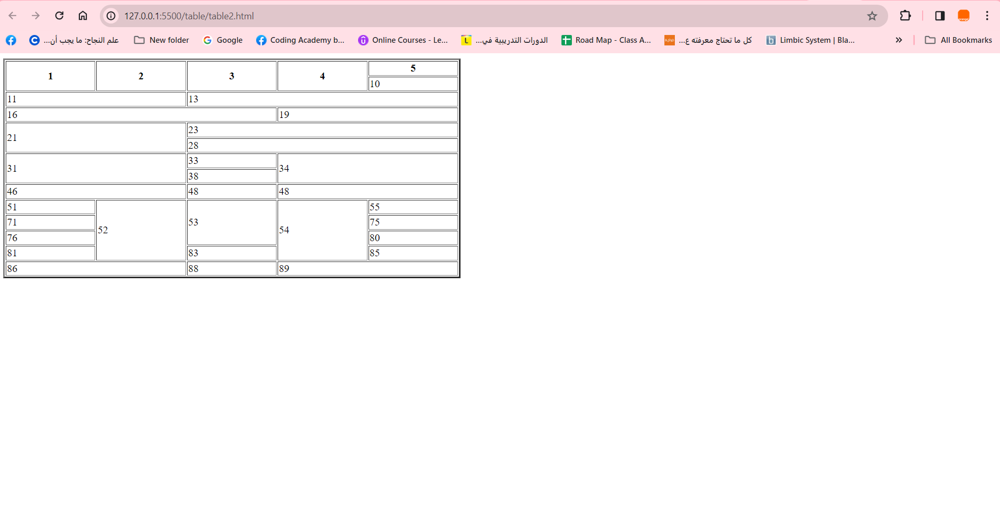 127.0.0.1:5500/table/table2.html
علم النجاح: ما يجب أن...
New folder
Google
Coding Academy b...
Online Courses - Le...
الدورات التدريبية في...
Road Map - Class A...
كل ما تحتاج معرفته ع...
Limbic System | Bla...
All Bookmarks
1 2 3 4 5
10
11 13
16 19
21 23
28
31 33 34
38
46 48 48
51 52 53 54 55
71 75
76 80
81 83 85
86 88 89